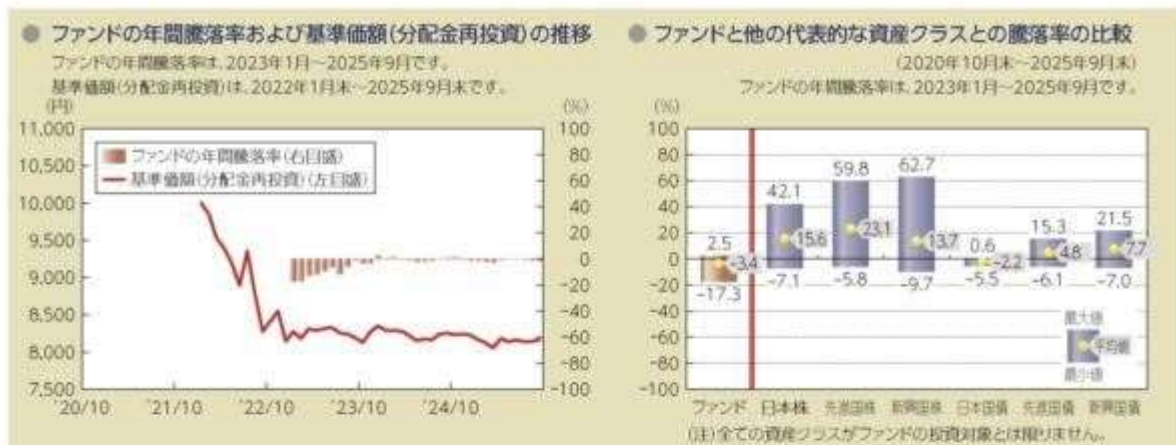 ● ファンドの年間騰落率および基準価額(分配金再投資)の推移
ファンドの年間騰落率は、2023年1月～2025年9月です。
基準価額(分配金再投資)は、2022年1月末～2025年9月末です。
(円)
(%)
11,000
10,500
10,000
9,500
9,000
8,500
8,000
7,500
100
80
60
40
20
0
-20
-40
-60
-80
-100
ファンドの年間騰落率(右目盛)
基準価額(分配金再投資)(左目盛)
'20/10 '21/10 '22/10 '23/10 '24/10
● ファンドと他の代表的な資産クラスとの騰落率の比較
(2020年10月末～2025年9月末)
ファンドの年間騰落率は、2023年1月～2025年9月です。
(%)
100
80
60
40
20
0
-20
-40
-60
-80
-100
2.5 42.1 59.8 62.7 0.6 15.3 21.5
-3.4 15.6 23.1 13.7 -2.2 4.8 7.7
-17.3 -7.1 -5.8 -9.7 -5.5 -6.1 -7.0
最大値
平均値
最小値
ファンド 日本株 先進国株 新興国株 日本国債 先進国債 新興国債
(注)全ての資産クラスがファンドの投資対象とは限りません。